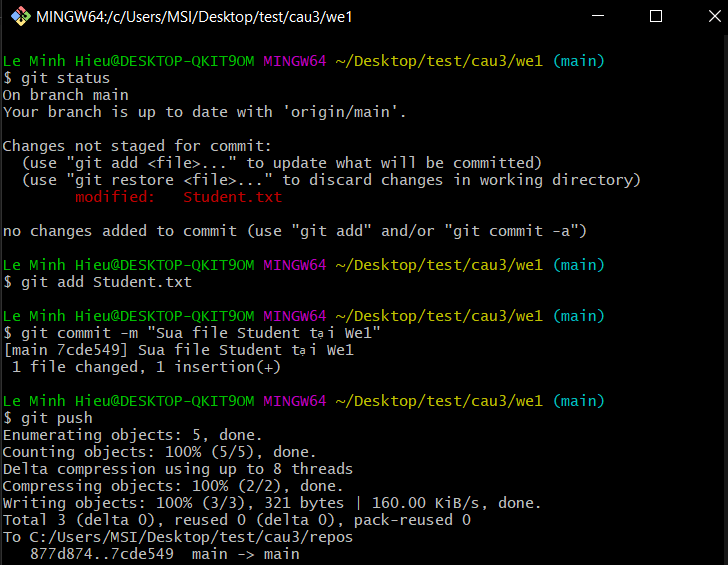 MINGW64:/c/Users/MSI/Desktop/test/cau3/we1
Le Minh Hieu@DESKTOP-QKIT9OM MINGW64 ~/Desktop/test/cau3/we1 (main)
$ git status
On branch main
Your branch is up to date with 'origin/main'.
Changes not staged for commit:
  (use "git add <file>..." to update what will be committed)
  (use "git restore <file>..." to discard changes in working directory)
        modified:   Student.txt
no changes added to commit (use "git add" and/or "git commit -a")
Le Minh Hieu@DESKTOP-QKIT9OM MINGW64 ~/Desktop/test/cau3/we1 (main)
$ git add Student.txt
Le Minh Hieu@DESKTOP-QKIT9OM MINGW64 ~/Desktop/test/cau3/we1 (main)
$ git commit -m "Sua file Student tại We1"
[main 7cde549] Sua file Student tại We1
 1 file changed, 1 insertion(+)
Le Minh Hieu@DESKTOP-QKIT9OM MINGW64 ~/Desktop/test/cau3/we1 (main)
$ git push
Enumerating objects: 5, done.
Counting objects: 100% (5/5), done.
Delta compression using up to 8 threads
Compressing objects: 100% (2/2), done.
Writing objects: 100% (3/3), 321 bytes | 160.00 KiB/s, done.
Total 3 (delta 0), reused 0 (delta 0), pack-reused 0
To C:/Users/MSI/Desktop/test/cau3/repos
   877d874..7cde549  main -> main